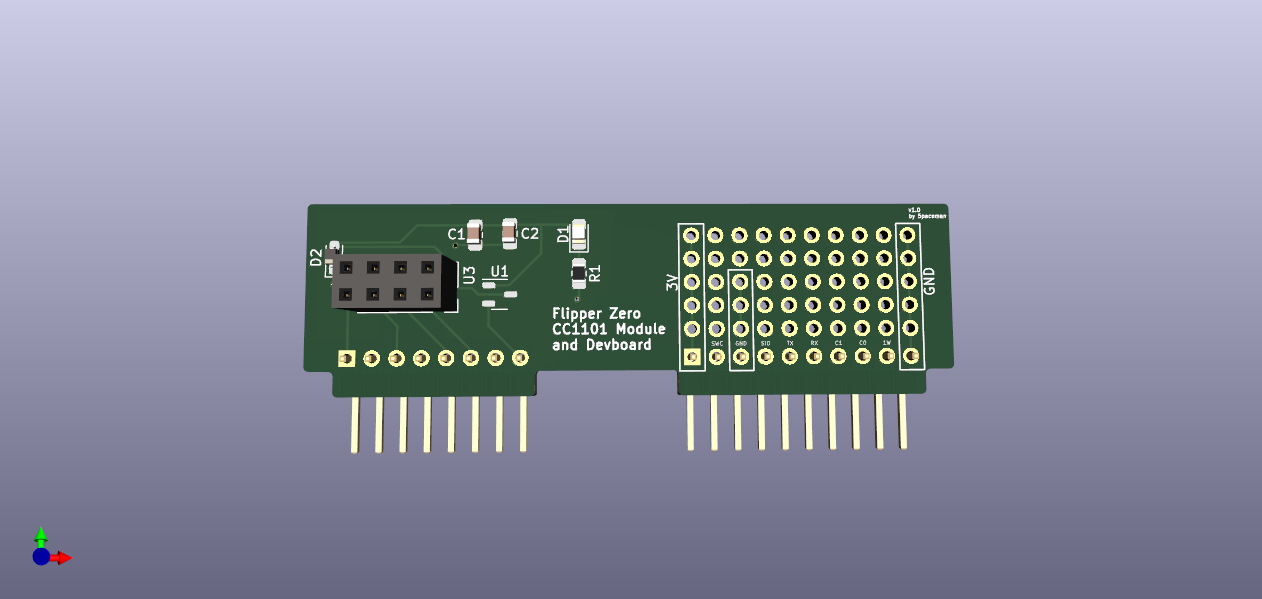 v1.0
by Spaceman
C1
C2
D1
D2
U3
U1
R1
3V
GND
Flipper Zero
CC1101 Module
and Devboard
SWC
GND
SIO
TX
RX
C1
C0
1W